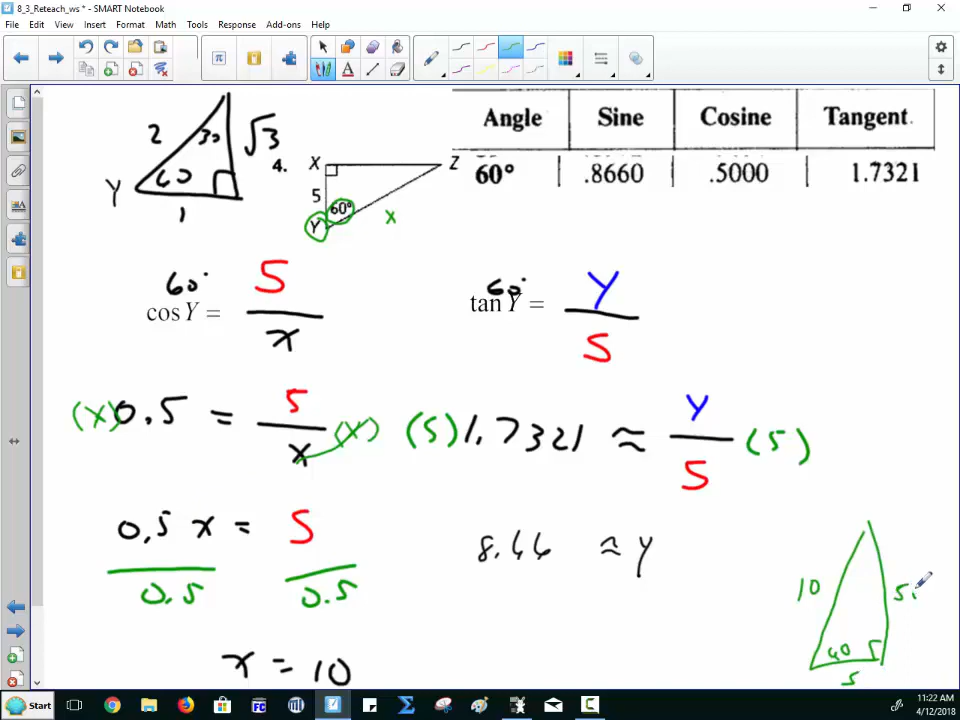 8_3_Reteach_ws * - SMART Notebook
File Edit View Insert Format Math Tools Response Add-ons Help
Angle Sine Cosine Tangent.
60° .8660 .5000 1.7321
2 30 √3
Y 60
1
4. X Z
5 60° x
Y
60° cos Y = 5 / x
60° tan Y = Y / 5
(x) 0.5 = 5 / x (x)
(5) 1.7321 ≈ y / 5 (5)
0.5 x = 5
0.5 0.5
8.66 ≈ y
x = 10
10 5.
5
Start
11:22 AM
4/12/2018